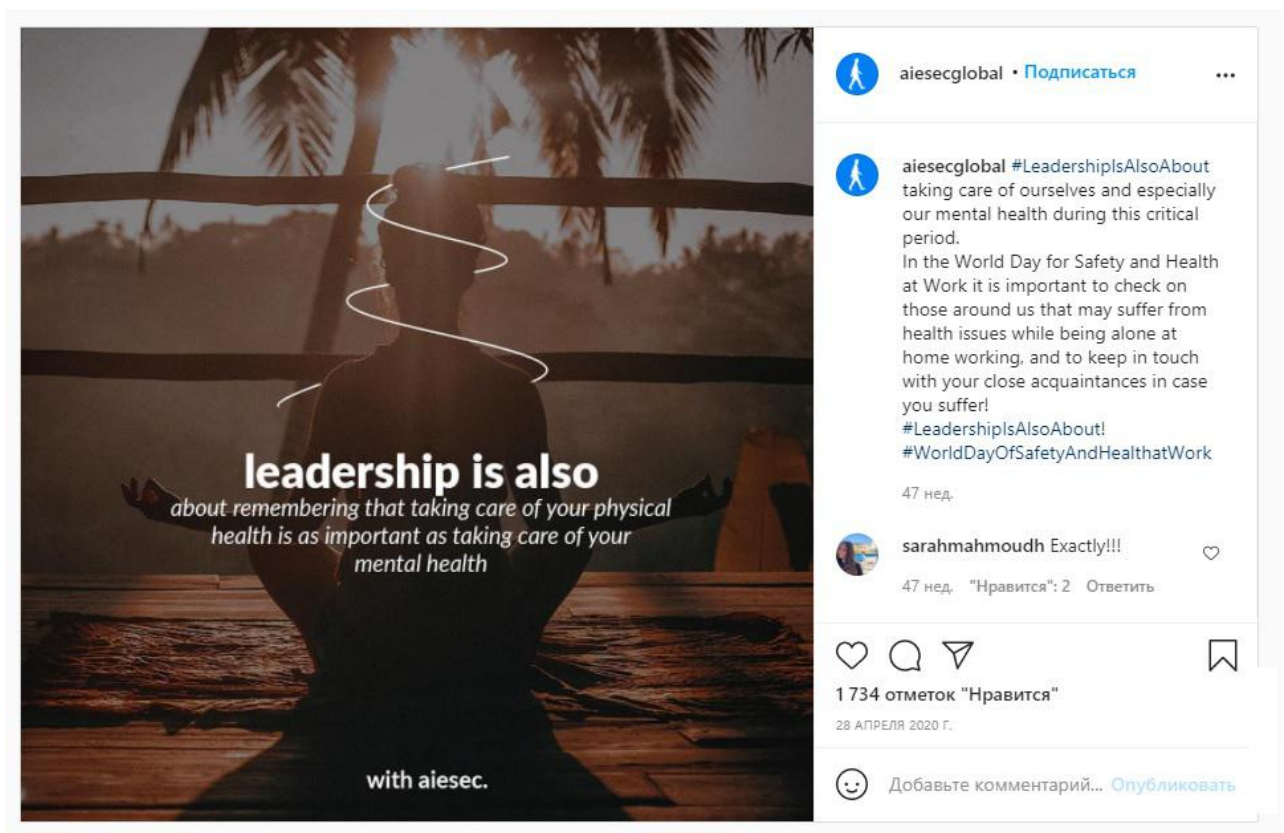 leadership is also
about remembering that taking care of your physical
health is as important as taking care of your
mental health
with aiesec.
aiesecglobal • Подписаться
aiesecglobal #LeadershipIsAlsoAbout
taking care of ourselves and especially
our mental health during this critical
period.
In the World Day for Safety and Health
at Work it is important to check on
those around us that may suffer from
health issues while being alone at
home working, and to keep in touch
with your close acquaintances in case
you suffer!
#LeadershipIsAlsoAbout!
#WorldDayOfSafetyAndHealthatWork
47 нед.
sarahmahmoudh Exactly!!!
47 нед. "Нравится": 2 Ответить
1 734 отметок "Нравится"
28 АПРЕЛЯ 2020 Г.
Добавьте комментарий... Опубликовать